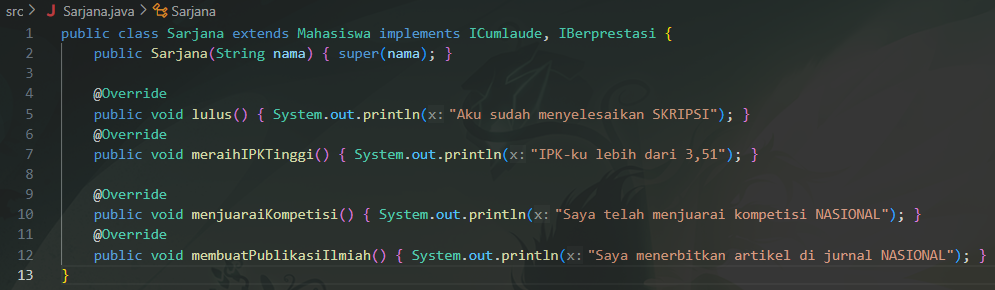 src > J Sarjana.java > Sarjana
1 public class Sarjana extends Mahasiswa implements ICumlaude, IBerprestasi {
2     public Sarjana(String nama) { super(nama); }
3
4     @Override
5     public void lulus() { System.out.println(x: "Aku sudah menyelesaikan SKRIPSI"); }
6     @Override
7     public void meraihIPKTinggi() { System.out.println(x: "IPK-ku lebih dari 3,51"); }
8
9     @Override
10     public void menjuaraiKompetisi() { System.out.println(x: "Saya telah menjuarai kompetisi NASIONAL"); }
11     @Override
12     public void membuatPublikasiIlmiah() { System.out.println(x: "Saya menerbitkan artikel di jurnal NASIONAL"); }
13 }